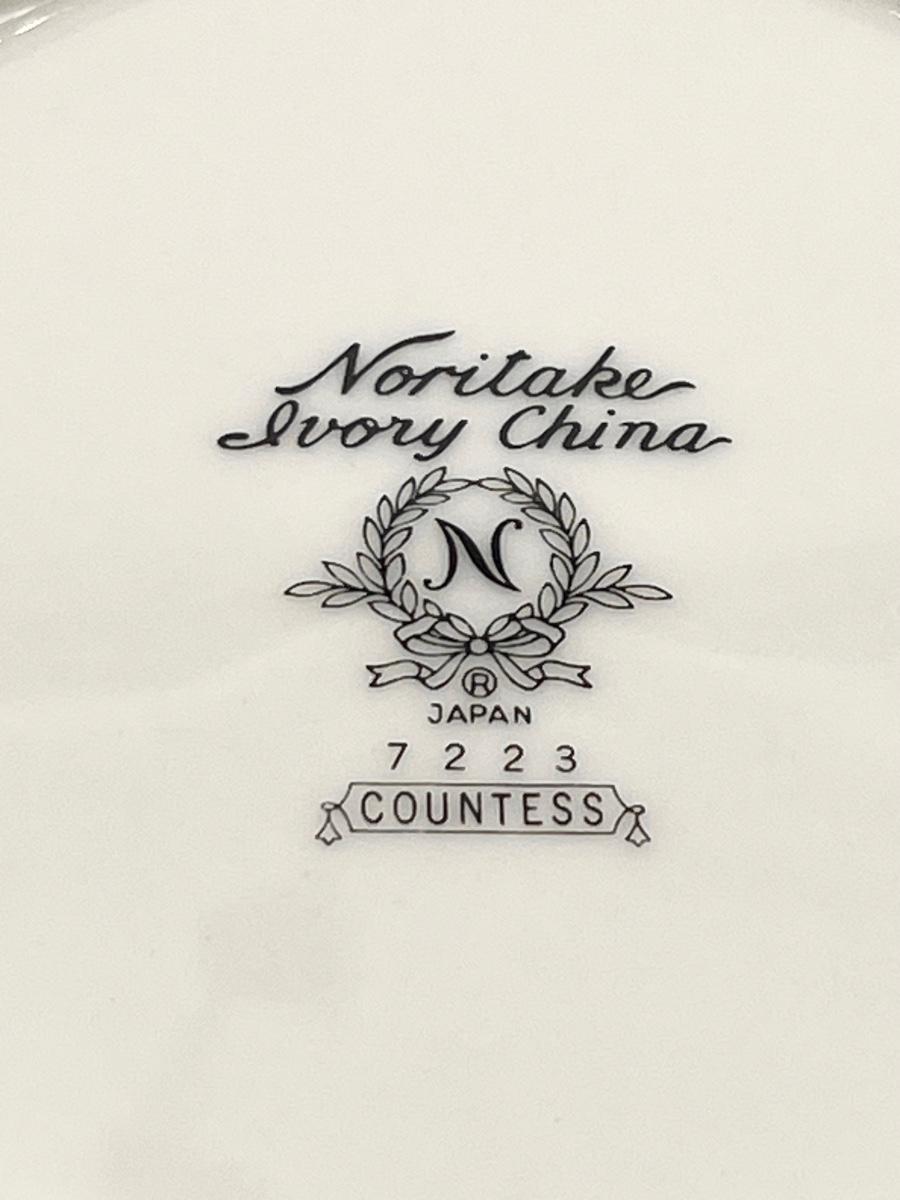 Noritake
Ivory China
N
®
JAPAN
7223
COUNTESS